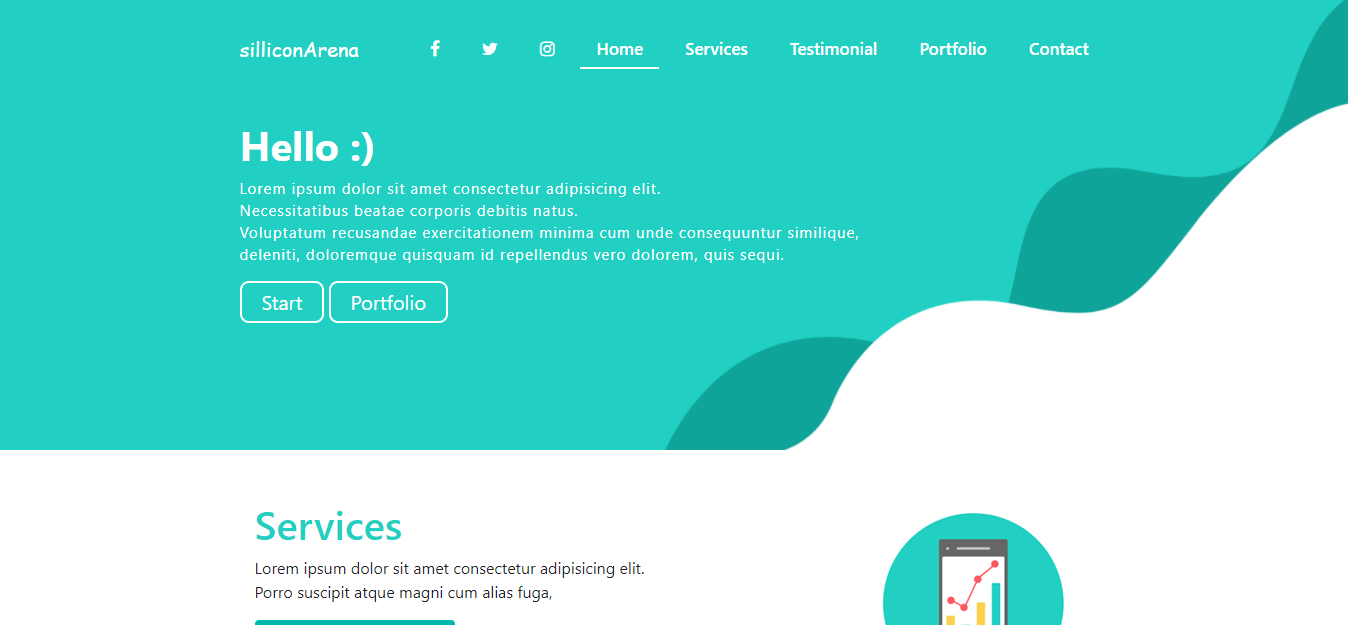 silliconArena
Home Services Testimonial Portfolio Contact
Hello :)
Lorem ipsum dolor sit amet consectetur adipisicing elit.
Necessitatibus beatae corporis debitis natus.
Voluptatum recusandae exercitationem minima cum unde consequuntur similique,
deleniti, doloremque quisquam id repellendus vero dolorem, quis sequi.
Start Portfolio
Services
Lorem ipsum dolor sit amet consectetur adipisicing elit.
Porro suscipit atque magni cum alias fuga,